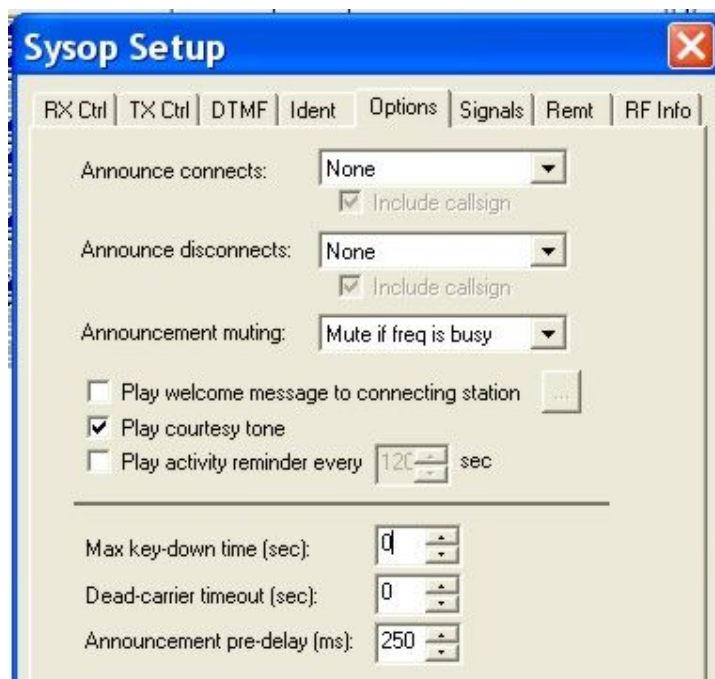 Sysop Setup
RX Ctrl TX Ctrl DTMF Ident Options Signals Remt RF Info
Announce connects: None
Include callsign
Announce disconnects: None
Include callsign
Announcement muting: Mute if freq is busy
Play welcome message to connecting station ...
Play courtesy tone
Play activity reminder every 120 sec
Max key-down time (sec): 0
Dead-carrier timeout (sec): 0
Announcement pre-delay (ms): 250